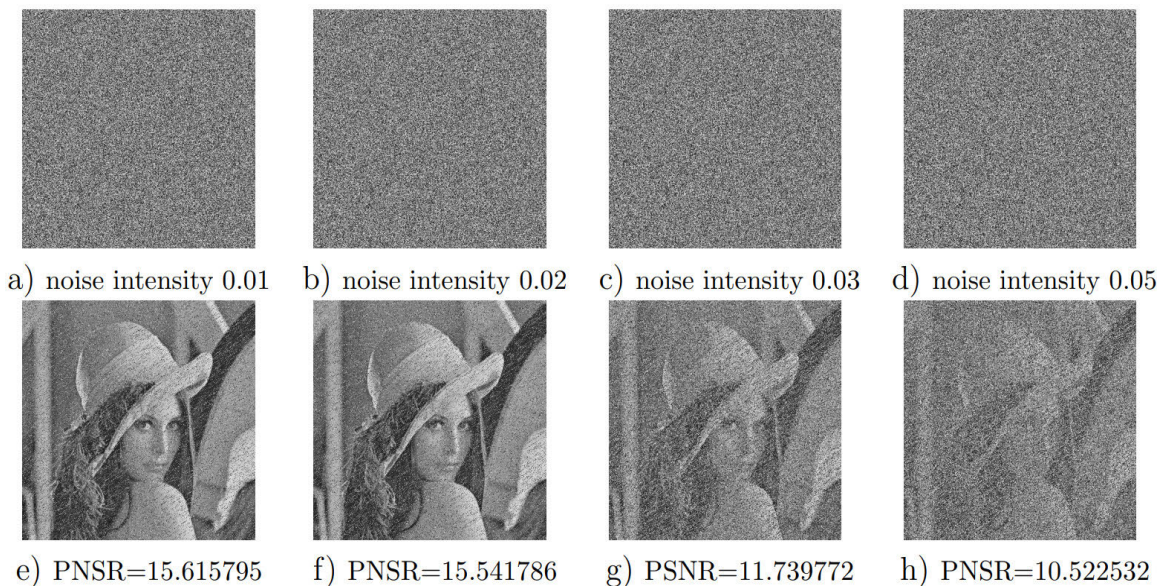 a) noise intensity 0.01
b) noise intensity 0.02
c) noise intensity 0.03
d) noise intensity 0.05
e) PNSR=15.615795
f) PNSR=15.541786
g) PSNR=11.739772
h) PNSR=10.522532